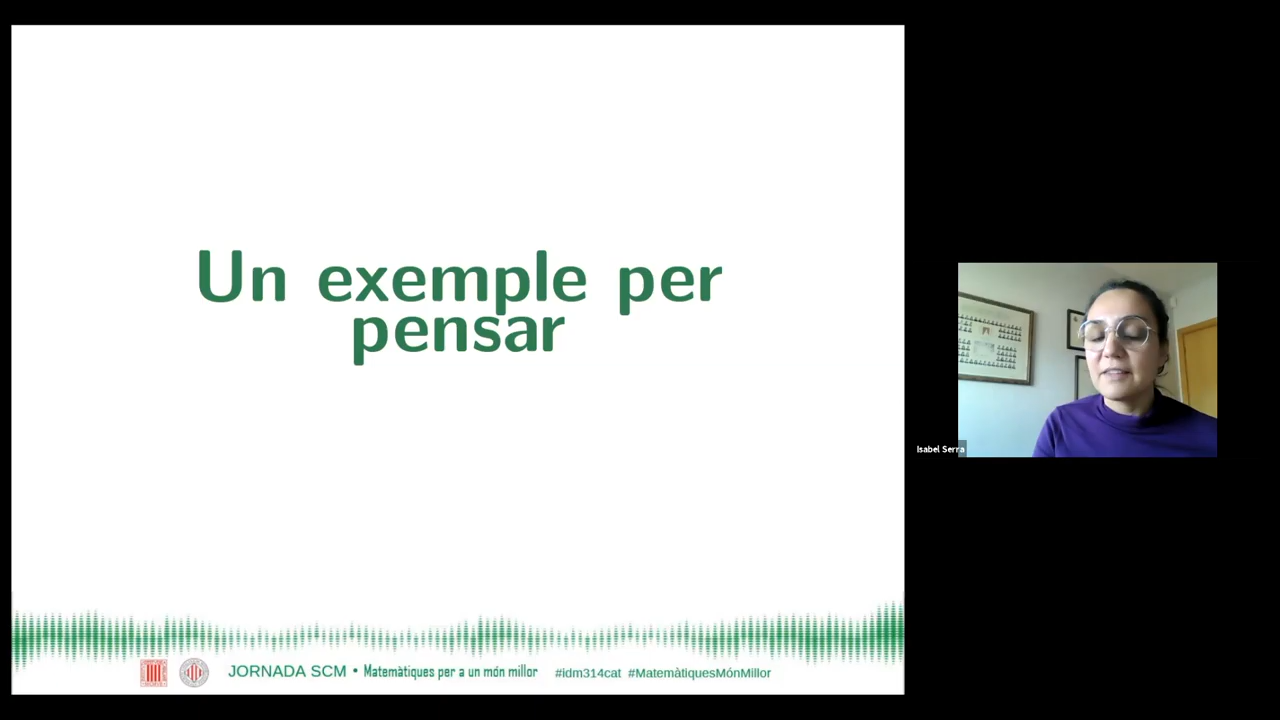 Un exemple per
pensar
Isabel Serra
JORNADA SCM • Matemàtiques per a un món millor #idm314cat #MatemàtiquesMónMillor